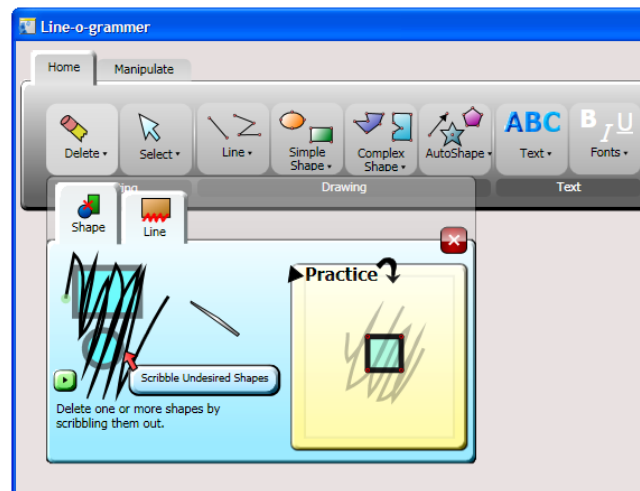 Line-o-grammer
Home
Manipulate
Delete
Select
Line
Simple
Shape
Complex
Shape
AutoShape
ABC
Text
B I U
Fonts
Drawing
Text
Shape
Line
Practice
Scribble Undesired Shapes
Delete one or more shapes by
scribbling them out.